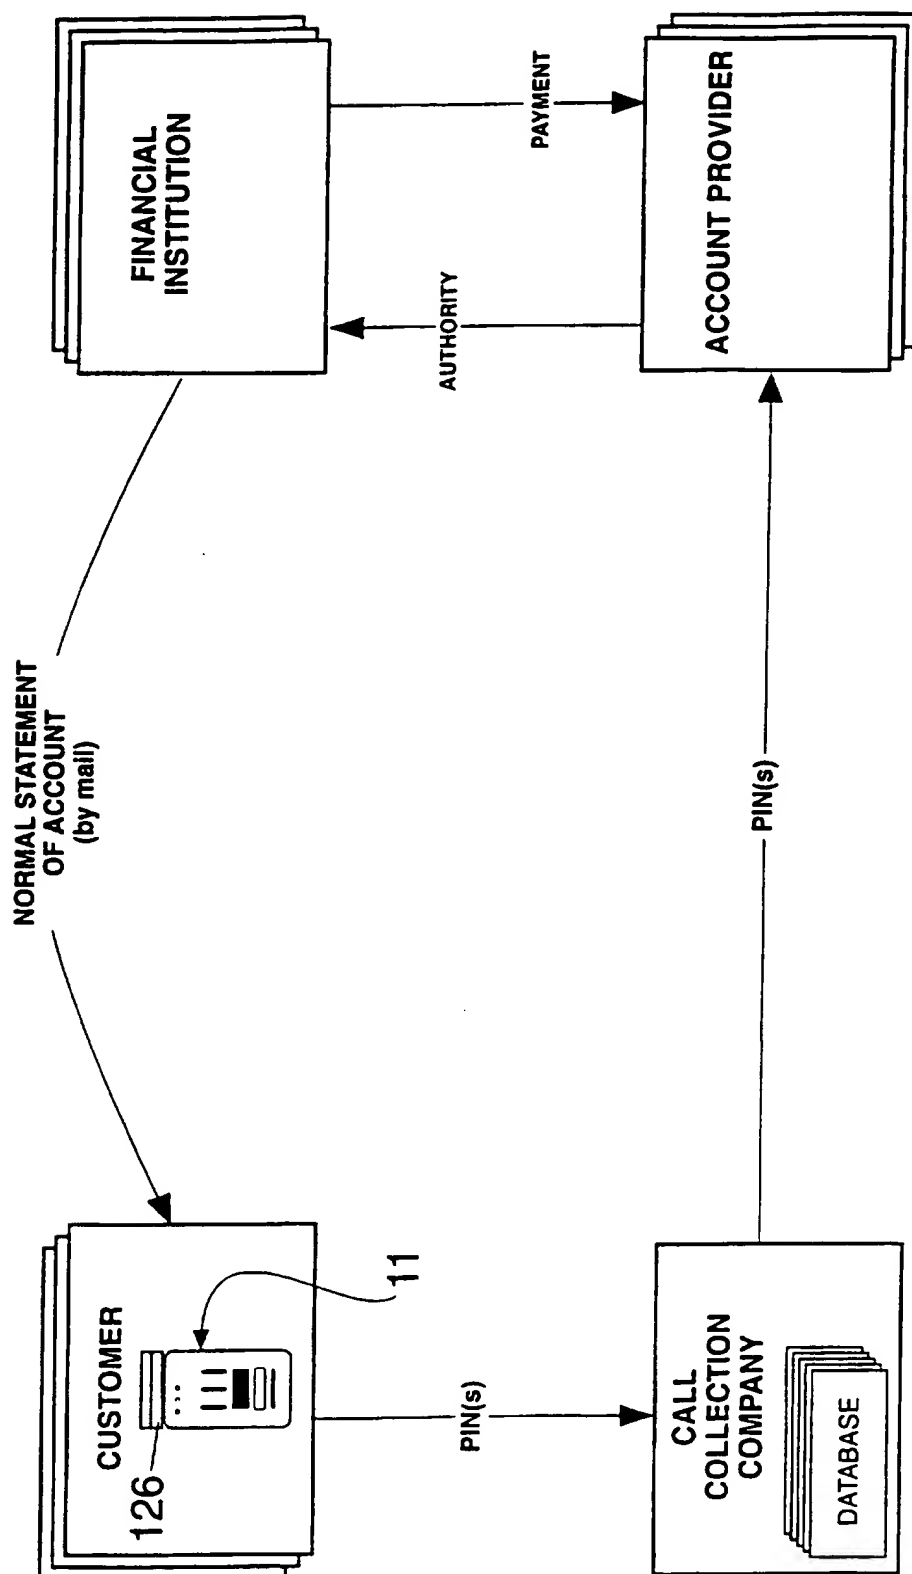 NORMAL STATEMENT
OF ACCOUNT
(by mail)
CUSTOMER
126
11
FINANCIAL
INSTITUTION
PIN(s)
AUTHORITY
PAYMENT
CALL
COLLECTION
COMPANY
DATABASE
PIN(s)
ACCOUNT PROVIDER